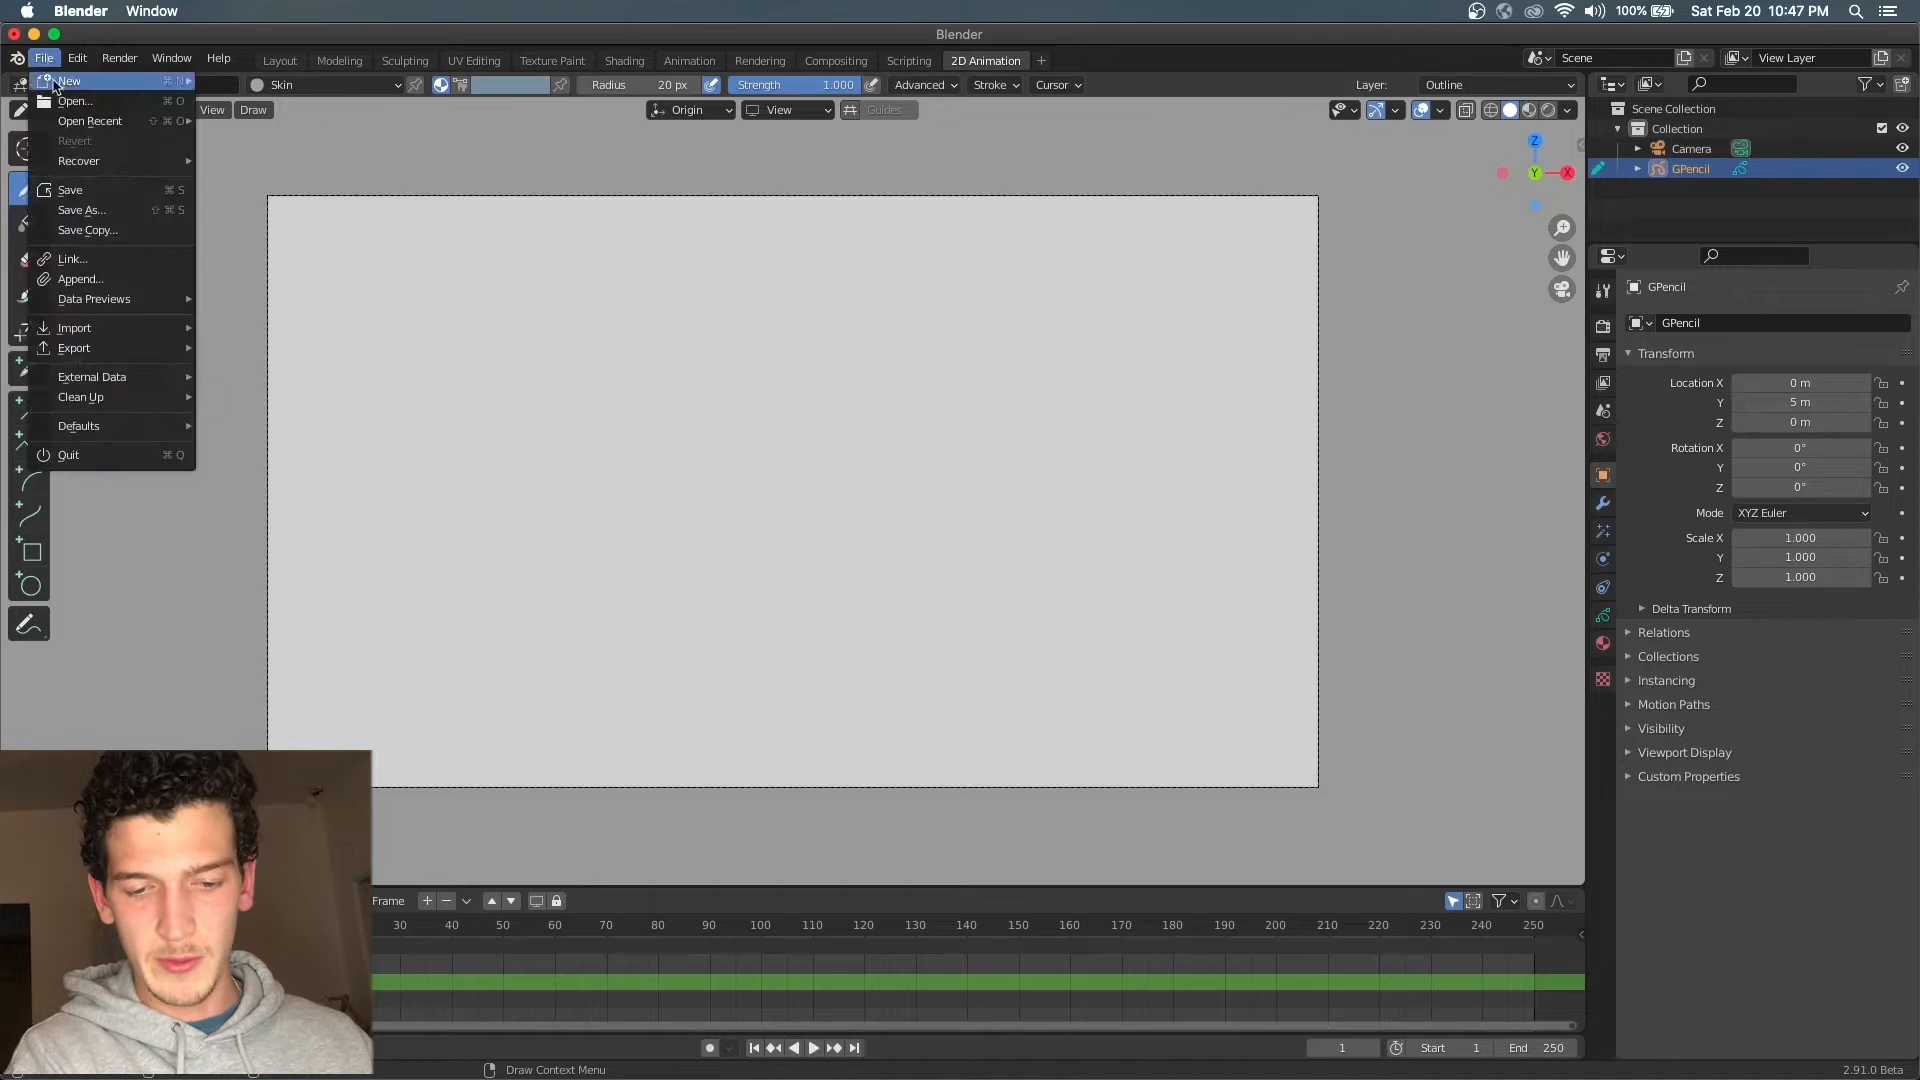 Blender Window 100% Sat Feb 20 10:47 PM
Blender
File Edit Render Window Help Layout Modeling Sculpting UV Editing Texture Paint Shading Animation Rendering Compositing Scripting 2D Animation + Scene View Layer
Skin Radius 20 px Strength 1.000 Advanced Stroke Cursor Layer: Outline
View Draw Origin View Guides
New ⌘ N
Open... ⌘ O
Open Recent ⇧ ⌘ O
Revert
Recover
Save ⌘ S
Save As... ⇧ ⌘ S
Save Copy...
Link...
Append...
Data Previews
Import
Export
External Data
Clean Up
Defaults
Quit ⌘ Q
Z
Y
X
Scene Collection
Collection
Camera
GPencil
GPencil
GPencil
Transform
Location X 0 m
Y 5 m
Z 0 m
Rotation X 0°
Y 0°
Z 0°
Mode XYZ Euler
Scale X 1.000
Y 1.000
Z 1.000
Delta Transform
Relations
Collections
Instancing
Motion Paths
Visibility
Viewport Display
Custom Properties
Frame
30 40 50 60 70 80 90 100 110 120 130 140 150 160 170 180 190 200 210 220 230 240 250
1 Start 1 End 250
Draw Context Menu 2.91.0 Beta